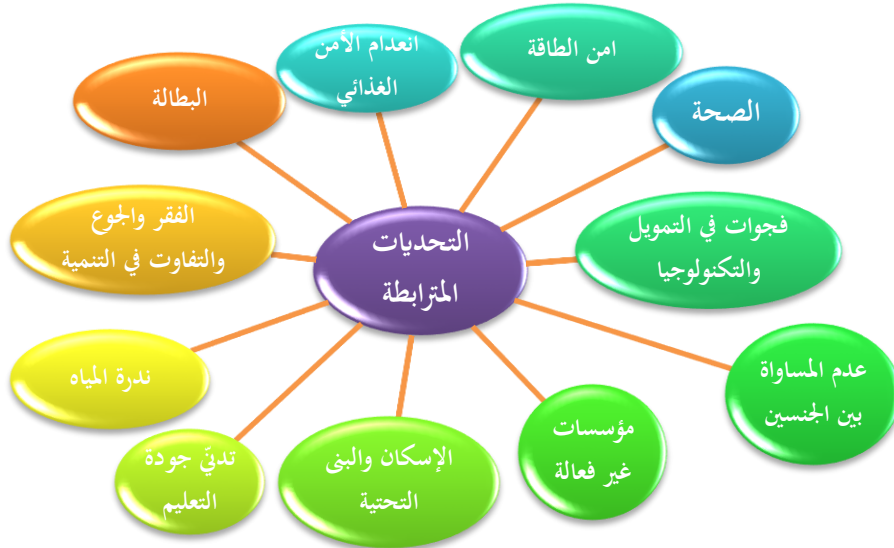 امن الطاقة
انعدام الأمن
الغذائي
الصحة
البطالة
فجوات في التمويل
والتكنولوجيا
التحديات
المترابطة
الفقر والجوع
والتفاوت في التنمية
عدم المساواة
بين الجنسين
ندرة المياه
مؤسسات
غير فعالة
الإسكان والبنى
التحتية
تدنيّ جودة
التعليم